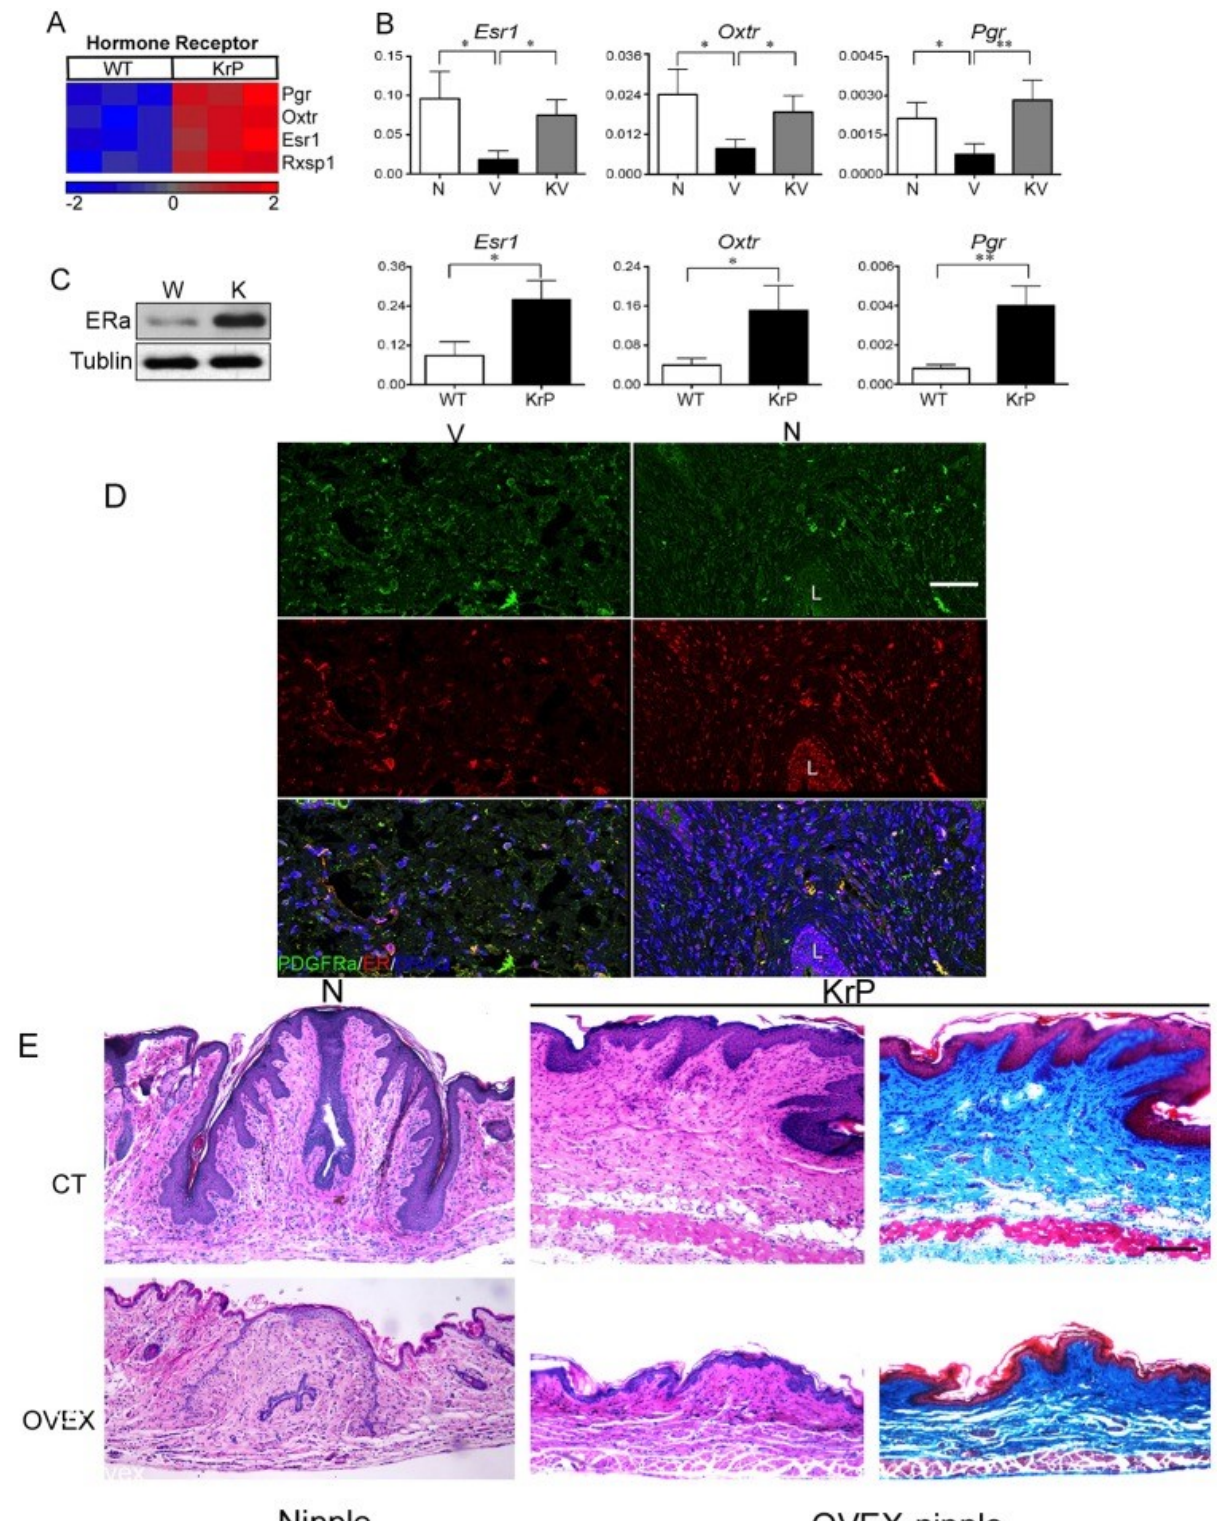 A
Hormone Receptor
WT KrP
Pgr
Oxtr
Esr1
Rxsp1
-2 0 2
B
Esr1 Oxtr Pgr
* * * * * **
0.15
0.10
0.05
0.00
N V KV
0.036
0.024
0.012
0.000
N V KV
0.0045
0.0030
0.0015
0.0000
N V KV
C
W K
ERa
Tublin
Esr1 Oxtr Pgr
* * **
0.36
0.24
0.12
0.00
WT KrP
0.24
0.16
0.08
0.00
WT KrP
0.006
0.004
0.002
0.000
WT KrP
D
V N
L
L
L
PDGFRa/ER/
E
N KrP
CT
OVEX
vex
Nipple OVEX-nipple